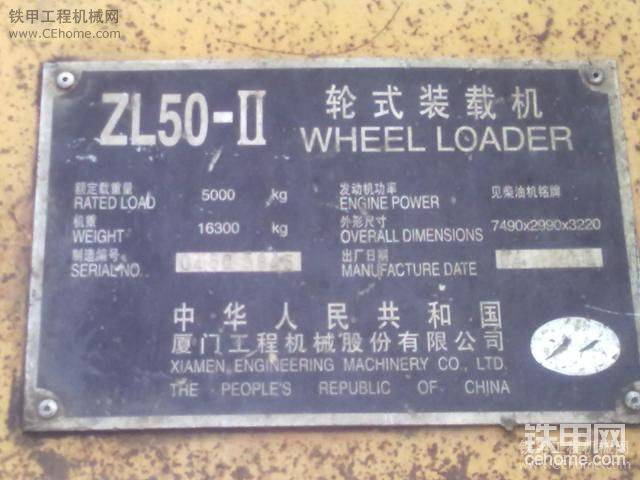 铁甲工程机械网
@www.CEhome.com
ZL50-II 轮式装载机
WHEEL LOADER
额定载重量
RATED LOAD 5000 kg
发动机功率
ENGINE POWER 见柴油机铭牌
机重
WEIGHT 16300 kg
外形尺寸
OVERALL DIMENSIONS 7490x2990x3220
制造编号
SERIAL NO.
出厂日期
MANUFACTURE DATE
中华人民共和国
厦门工程机械股份有限公司
XIAMEN ENGINEERING MACHINERY CO., LTD.
THE PEOPLE'S REPUBLIC OF CHINA
铁甲网
cehome.com